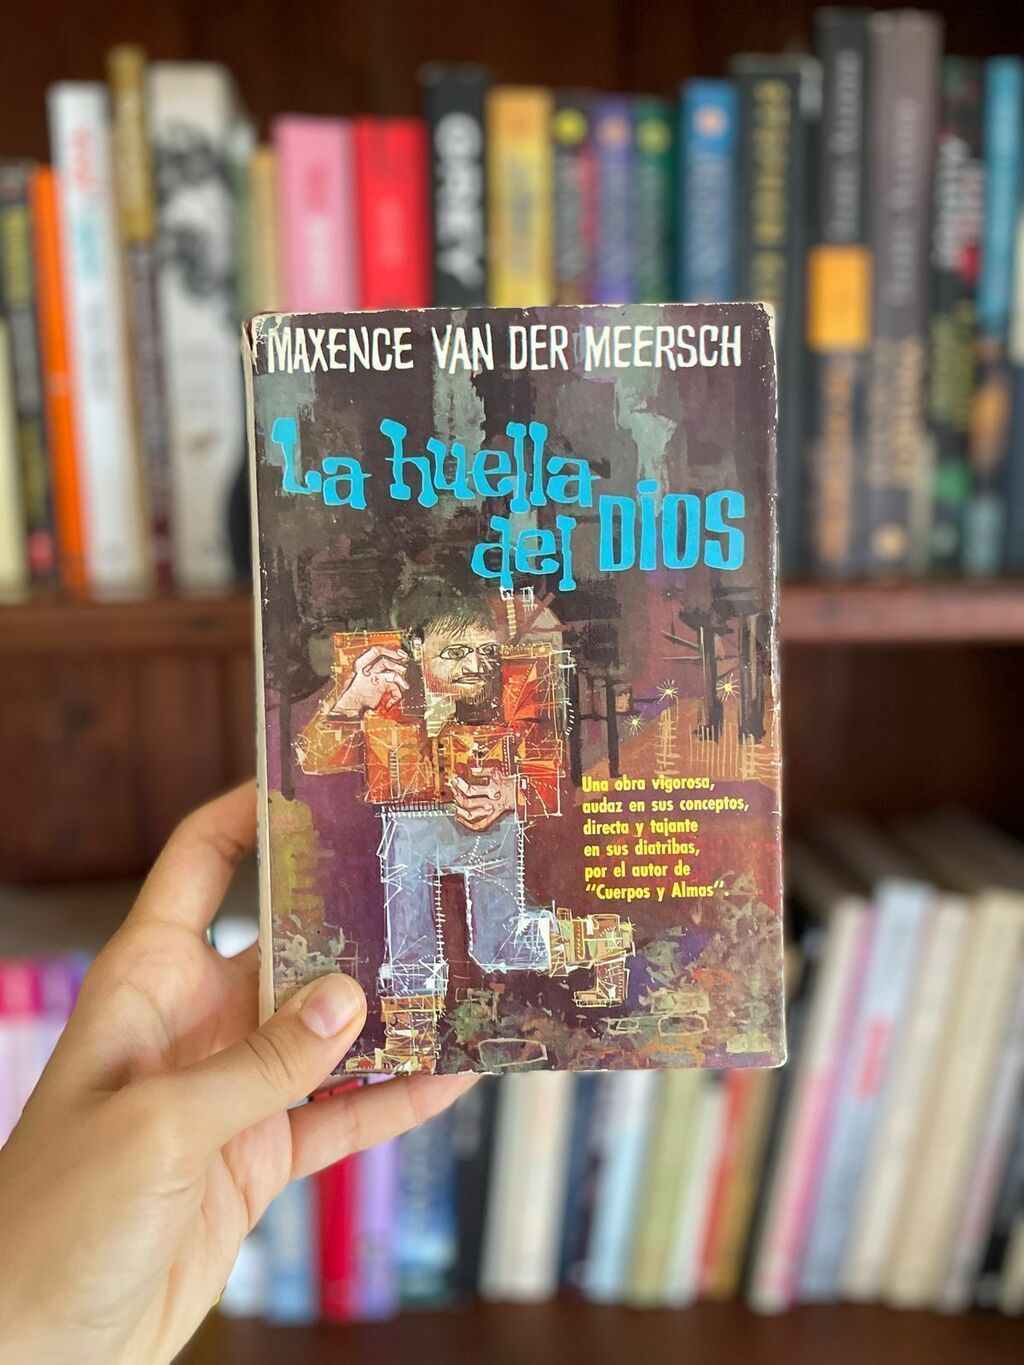 MAXENCE VAN DER MEERSCH
La huella
del DIOS
Una obra vigorosa,
audaz en sus conceptos,
directa y tajante
en sus diatribas,
por el autor de
"Cuerpos y Almas".